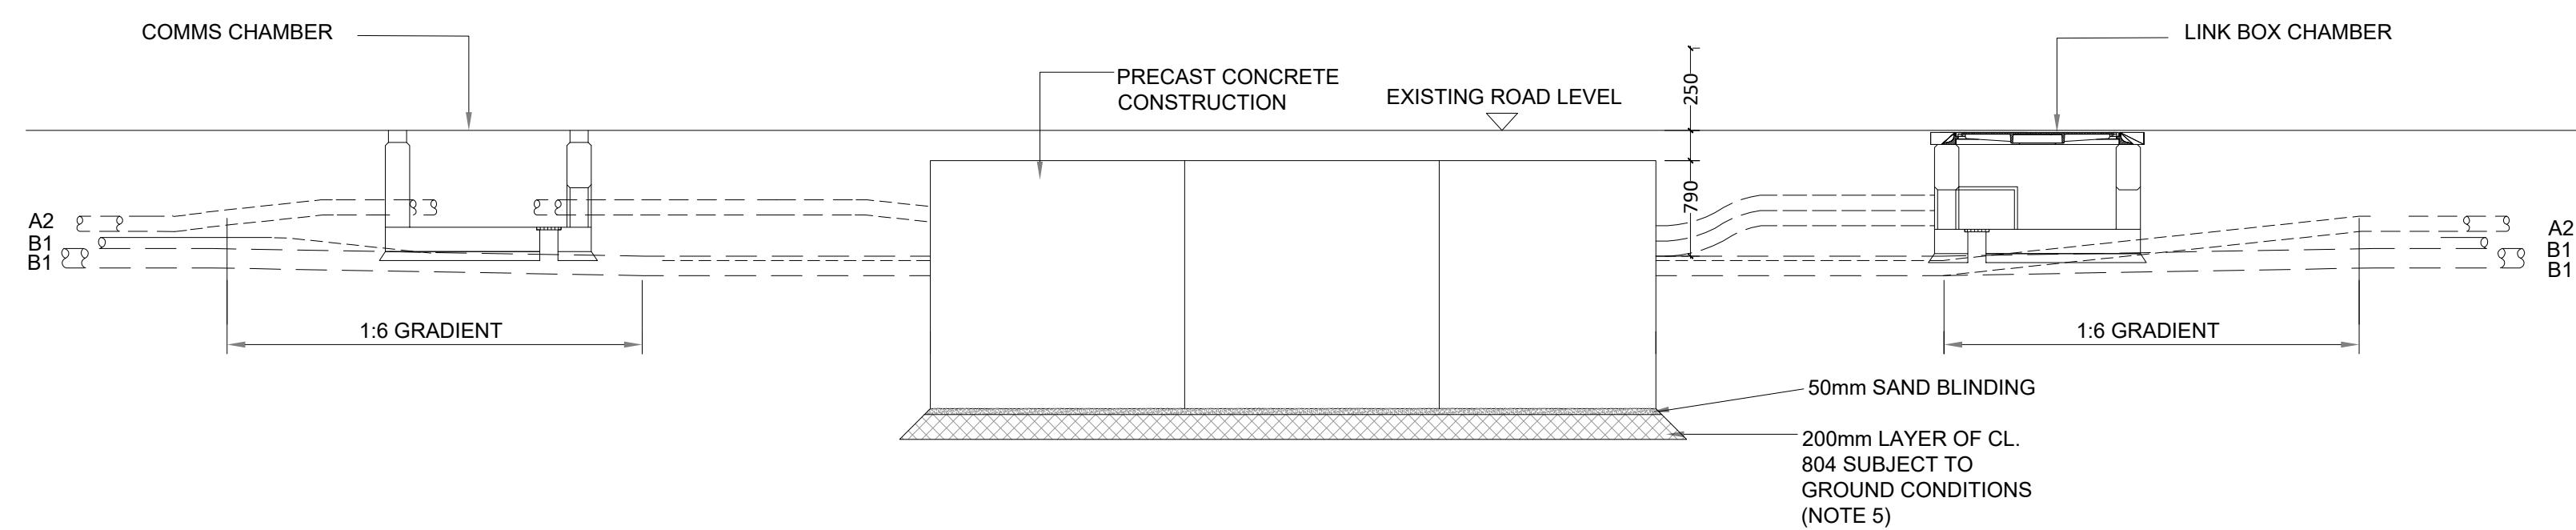 COMMS CHAMBER
LINK BOX CHAMBER
PRECAST CONCRETE
CONSTRUCTION
EXISTING ROAD LEVEL
250
790
A2
B1
B1
A2
B1
B1
1:6 GRADIENT
1:6 GRADIENT
50mm SAND BLINDING
200mm LAYER OF CL.
804 SUBJECT TO
GROUND CONDITIONS
(NOTE 5)